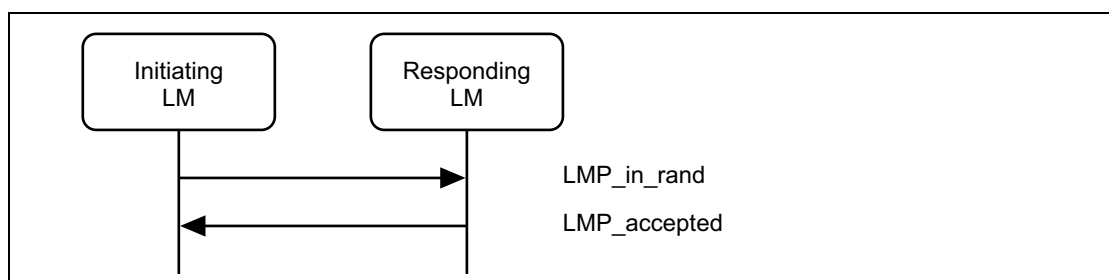 Initiating
LM
Responding
LM
LMP_in_rand
LMP_accepted